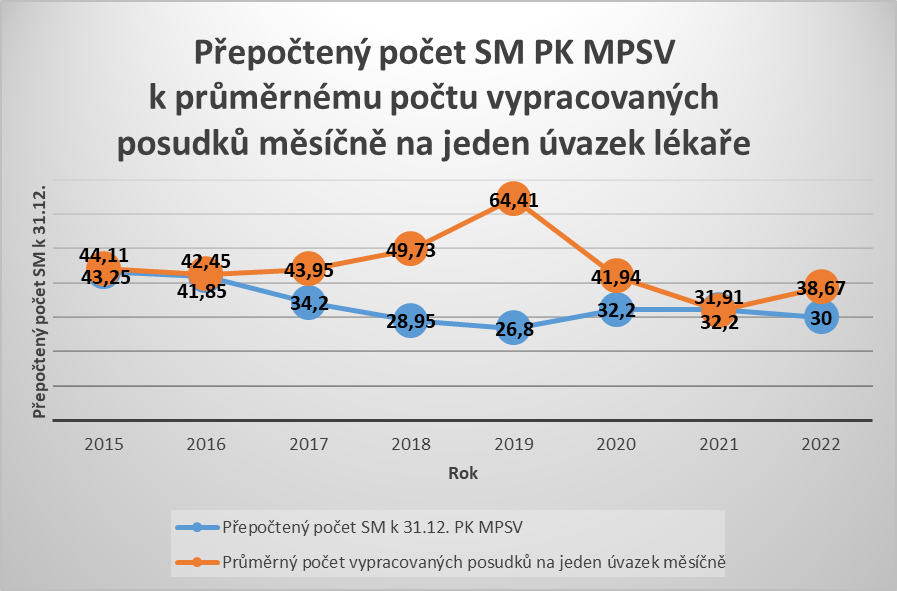 Přepočtený počet SM PK MPSV
k průměrnému počtu vypracovaných
posudků měsíčně na jeden úvazek lékaře
Přepočtený počet SM k 31.12.
44,11
43,25
42,45
41,85
43,95
34,2
49,73
28,95
64,41
26,8
41,94
32,2
31,91
32,2
38,67
30
2015 2016 2017 2018 2019 2020 2021 2022
Rok
Přepočtený počet SM k 31.12. PK MPSV
Průměrný počet vypracovaných posudků na jeden úvazek měsíčně